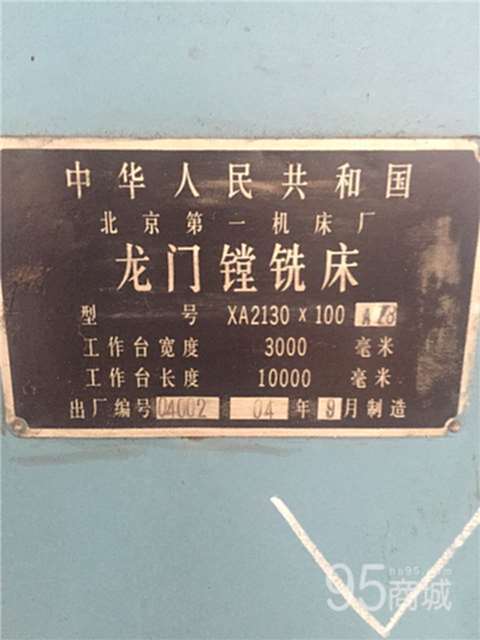 中华人民共和国
北京第一机床厂
龙门镗铣床
型 号 XA2130×100
工作台宽度 3000 毫米
工作台长度 10000 毫米
出厂编号 04002 04 年 9 月制造
95商城